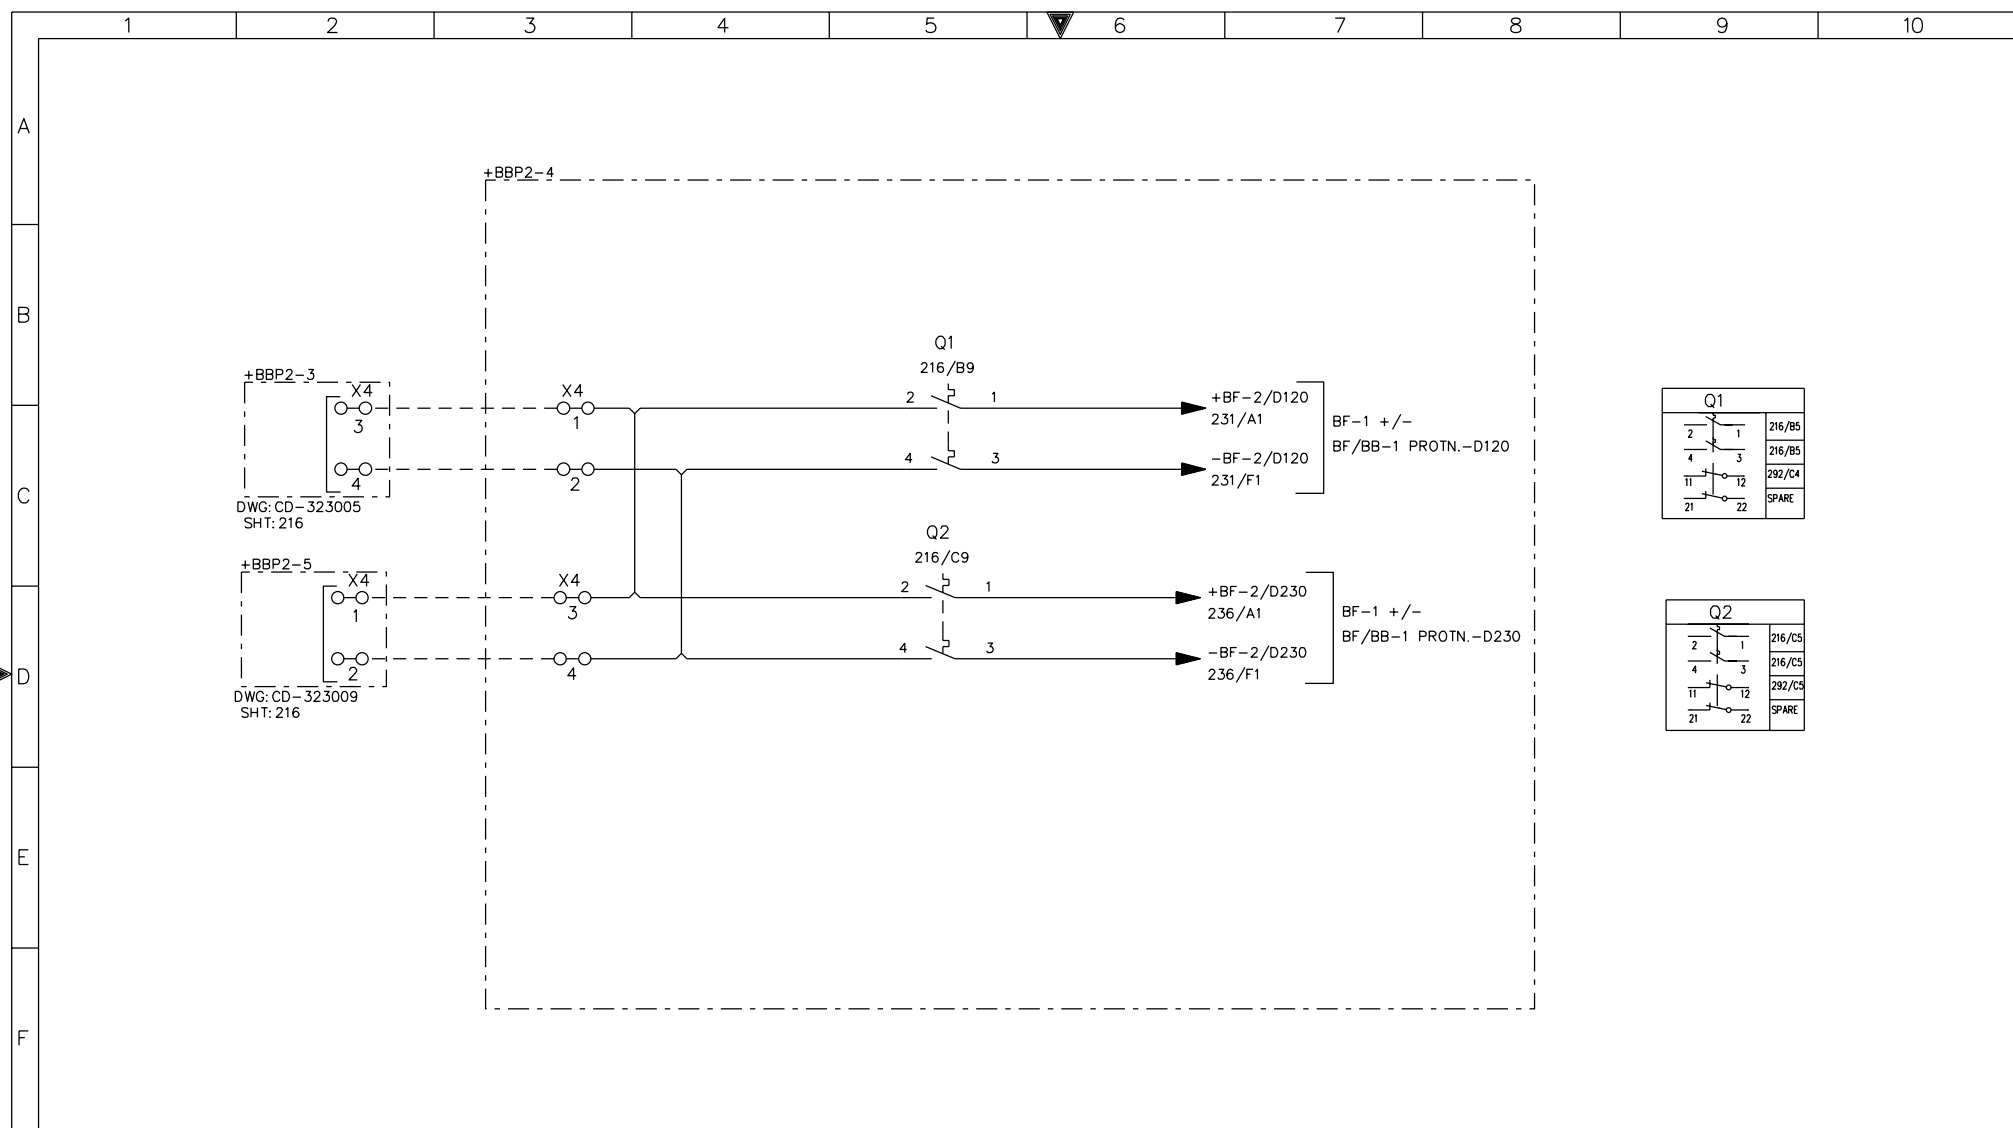 1 2 3 4 5 6 7 8 9 10
A
+BBP2-4
B
Q1
216/B9
+BBP2-3
X4
3
4
DWG: CD-323005
SHT: 216
X4
1
2
2 1
4 3
+BF-2/D120
231/A1
-BF-2/D120
231/F1
BF-1 +/-
BF/BB-1 PROTN.-D120
Q1
2 1 216/B5
4 3 216/B5
11 12 292/C4
21 22 SPARE
C
Q2
216/C9
+BBP2-5
X4
1
2
DWG: CD-323009
SHT: 216
X4
3
4
2 1
4 3
+BF-2/D230
236/A1
-BF-2/D230
236/F1
BF-1 +/-
BF/BB-1 PROTN.-D230
Q2
2 1 216/C5
4 3 216/C5
11 12 292/C5
21 22 SPARE
D
E
F